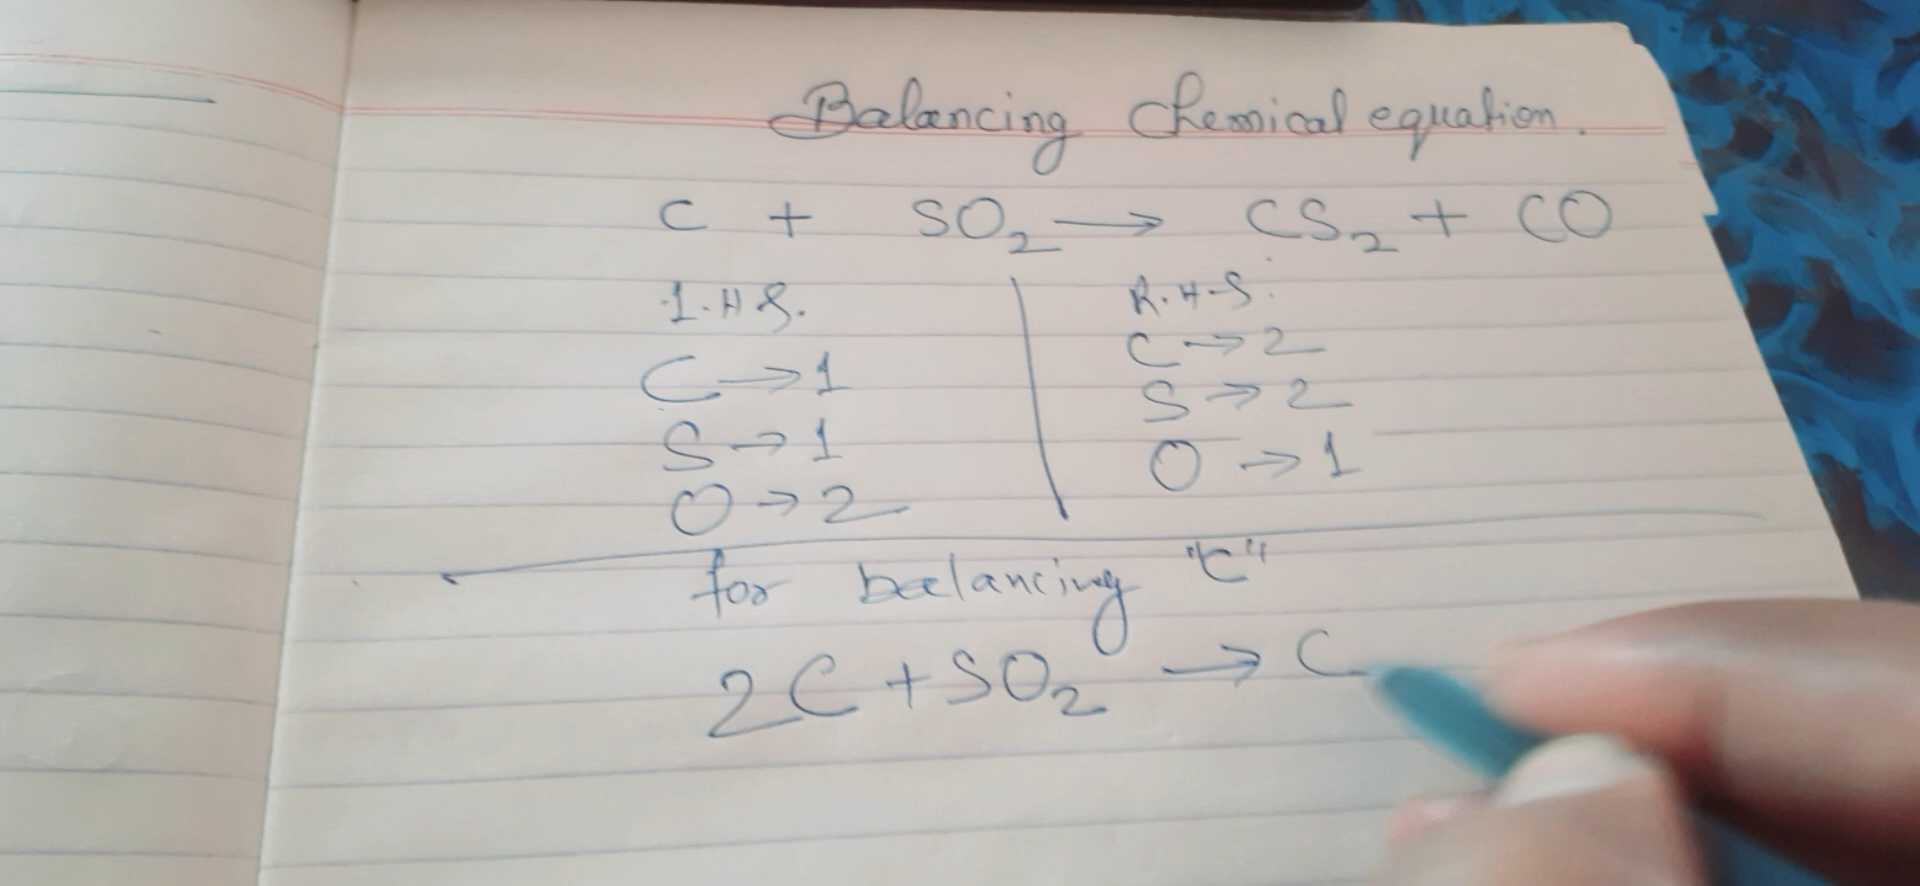 Balancing Chemical equation.
C + SO₂ → CS₂ + CO
L.H.S. R.H.S.
C → 1 C → 2
S → 1 S → 2
O → 2 O → 1
for balancing "C"
2C + SO₂ → C